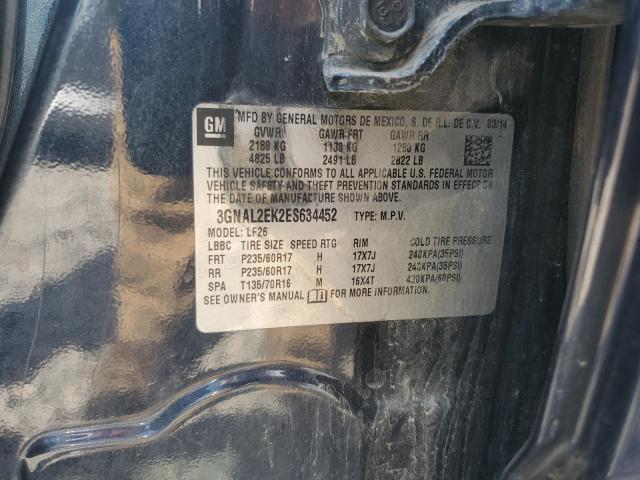 GM
MFD BY GENERAL MOTORS DE MEXICO, S. DE R.L. DE C.V. 03/14
GVWR GAWR FRT GAWR RR
2189 KG 1130 KG 1280 KG
4825 LB 2491 LB 2822 LB
THIS VEHICLE CONFORMS TO ALL APPLICABLE U.S. FEDERAL MOTOR
VEHICLE SAFETY AND THEFT PREVENTION STANDARDS IN EFFECT ON
THE DATE OF MANUFACTURE SHOWN ABOVE.
3GNAL2EK2ES634452 TYPE: M.P.V.
MODEL: LF26
LBBC TIRE SIZE SPEED RTG RIM COLD TIRE PRESSURE
FRT P235/60R17 H 17X7J 240KPA(35PSI)
RR P235/60R17 H 17X7J 240KPA(35PSI)
SPA T135/70R16 M 16X4T 420KPA(60PSI)
SEE OWNER'S MANUAL FOR MORE INFORMATION.